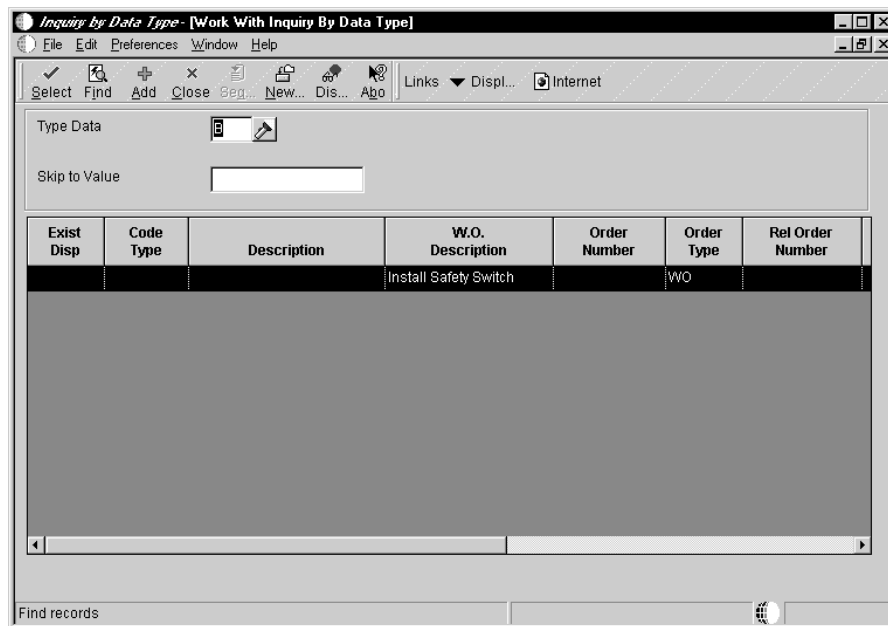 Inquiry by Data Type - [Work With Inquiry By Data Type]
File Edit Preferences Window Help
Select Find Add Close Seq... New... Dis... Abo Links Displ... Internet
Type Data
Skip to Value
Exist Disp Code Type Description W.O. Description Order Number Order Type Rel Order Number
Install Safety Switch WO
Find records